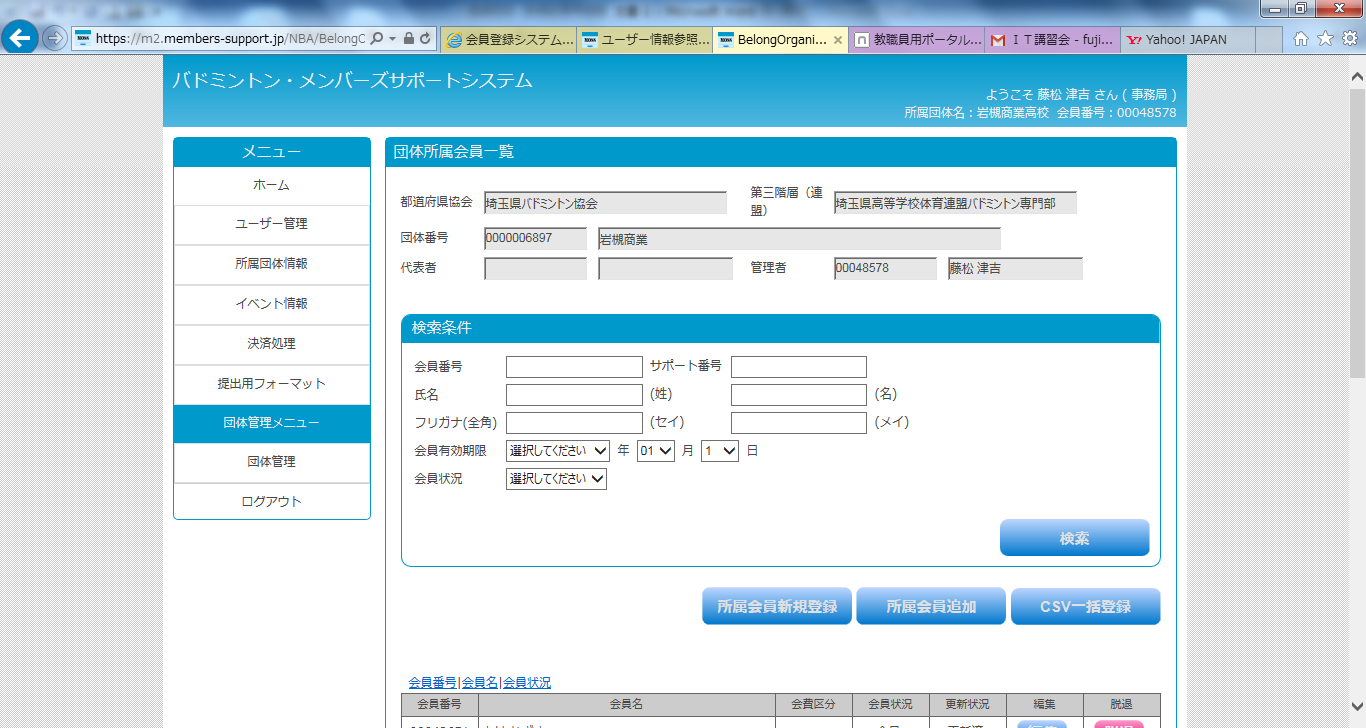 https://m2.members-support.jp/NBA/BelongO
会員登録システム...
ユーザー情報参照...
BelongOrgani...
教職員用ポータル...
ＩＴ講習会 - fuji...
Yahoo! JAPAN
バドミントン・メンバーズサポートシステム
ようこそ 藤松 津吉 さん ( 事務局 )
所属団体名：岩槻商業高校 会員番号：00048578
メニュー
ホーム
ユーザー管理
所属団体情報
イベント情報
決済処理
提出用フォーマット
団体管理メニュー
団体管理
ログアウト
団体所属会員一覧
都道府県協会 埼玉県バドミントン協会 第三階層（連盟） 埼玉県高等学校体育連盟バドミントン専門部
団体番号 0000006897 岩槻商業
代表者 管理者 00048578 藤松 津吉
検索条件
会員番号 サポート番号
氏名 (姓) (名)
フリガナ(全角) (セイ) (メイ)
会員有効期限 選択してください 年 01 月 1 日
会員状況 選択してください
検索
所属会員新規登録 所属会員追加 CSV一括登録
会員番号|会員名|会員状況
会員番号 会員名 会費区分 会員状況 更新状況 編集 脱退